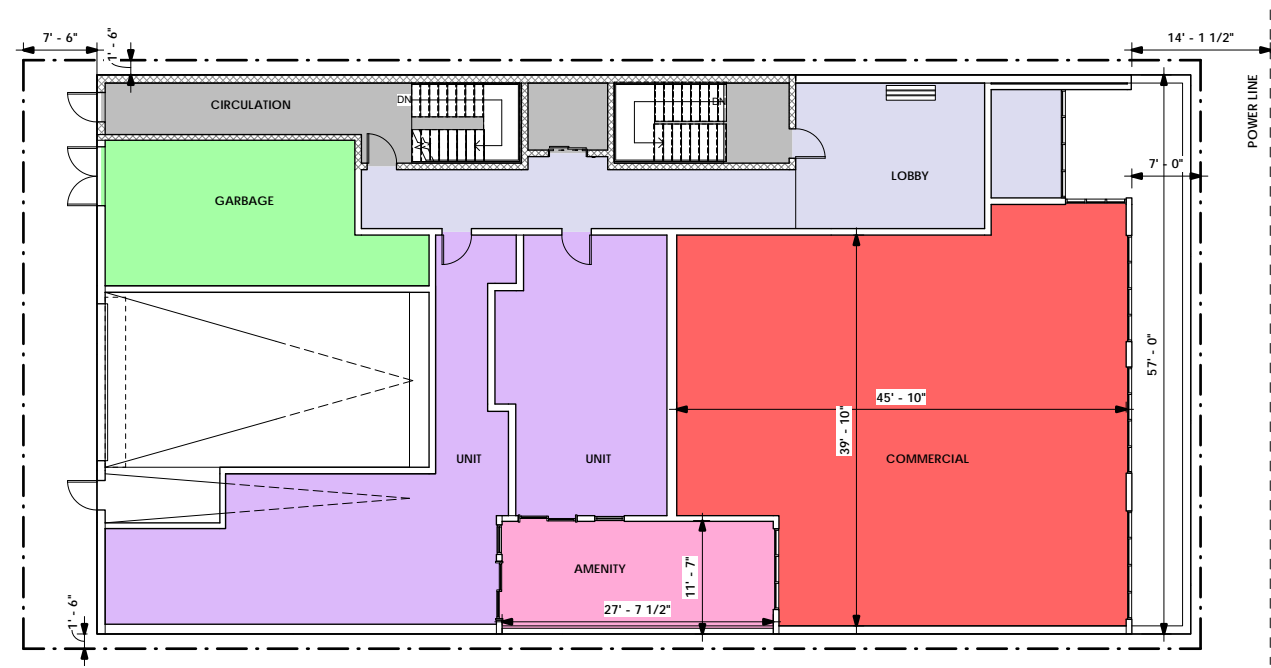 7' - 6"
1' - 6"
14' - 1 1/2"
POWER LINE
CIRCULATION
DN
DN
7' - 0"
LOBBY
GARBAGE
57' - 0"
45' - 10"
39' - 10"
UNIT
UNIT
COMMERCIAL
AMENITY
11' - 7"
27' - 7 1/2"
1' - 6"